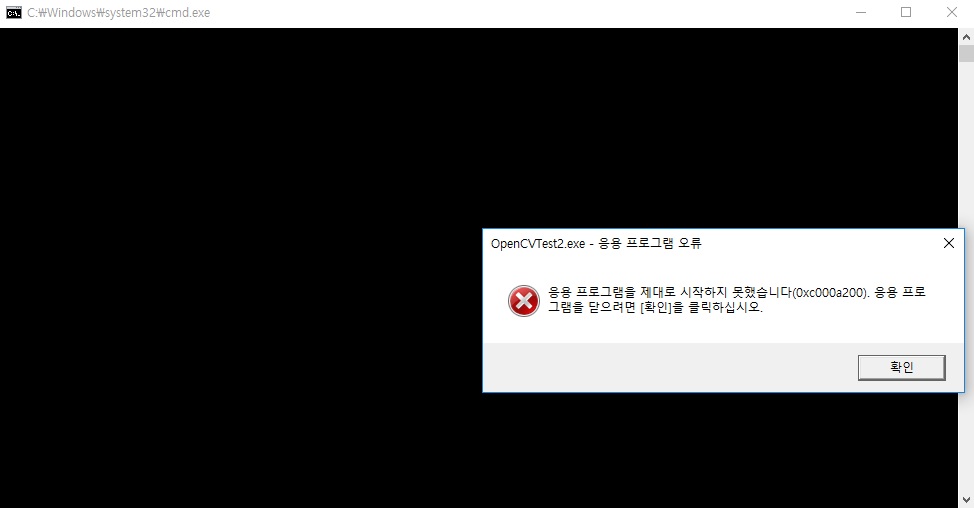 C:₩Windows₩system32₩cmd.exe
OpenCVTest2.exe - 응용 프로그램 오류
응용 프로그램을 제대로 시작하지 못했습니다(0xc000a200). 응용 프로
그램을 닫으려면 [확인]을 클릭하십시오.
확인